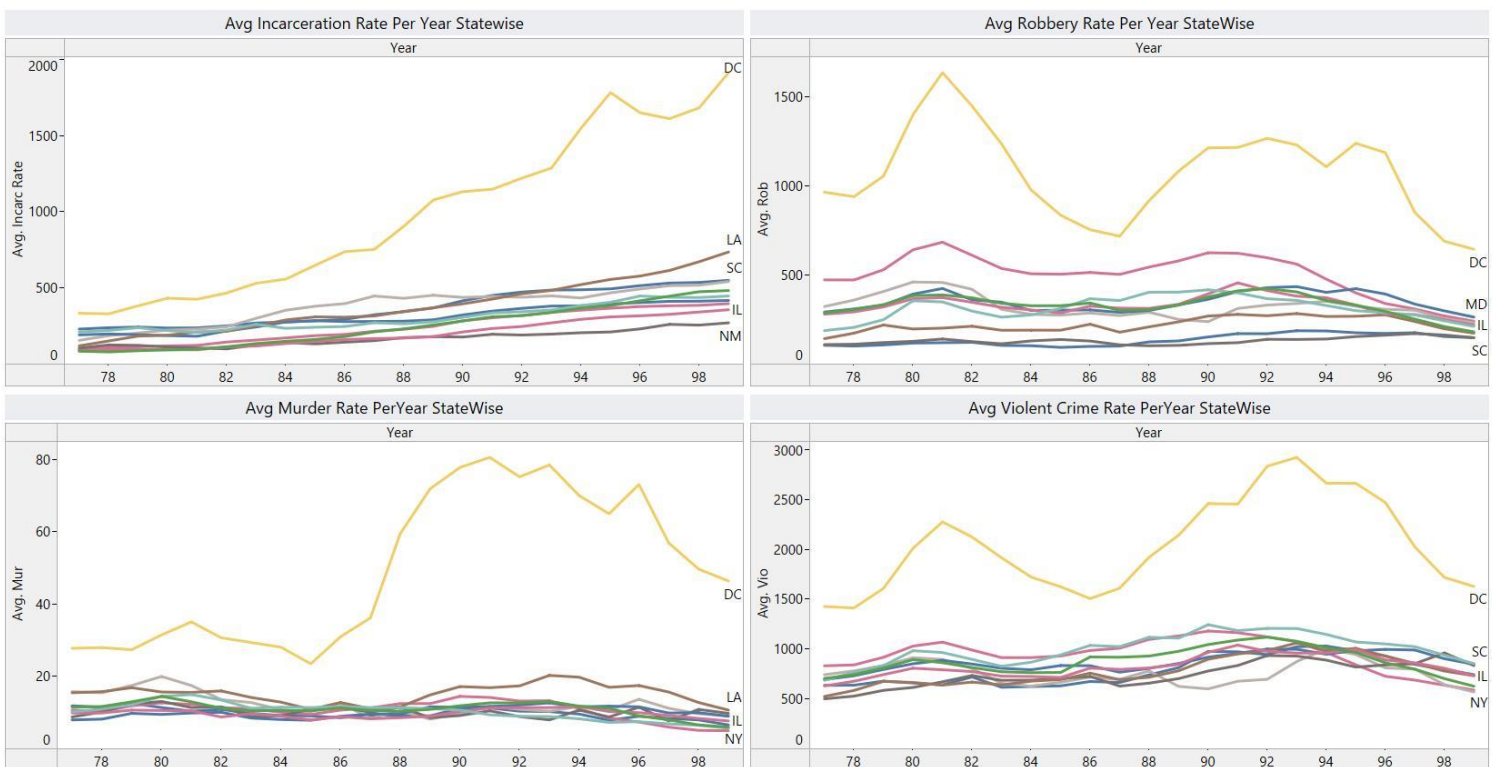 Avg Incarceration Rate Per Year Statewise
Year
Avg. Incarc Rate
2000
1500
1000
500
0
DC
LA
SC
IL
NM
78 80 82 84 86 88 90 92 94 96 98
Avg Robbery Rate Per Year StateWise
Year
Avg. Rob
1500
1000
500
0
DC
MD
IL
SC
78 80 82 84 86 88 90 92 94 96 98
Avg Murder Rate PerYear StateWise
Year
Avg. Mur
80
60
40
20
0
DC
LA
IL
NY
78 80 82 84 86 88 90 92 94 96 98
Avg Violent Crime Rate PerYear StateWise
Year
Avg. Vio
3000
2500
2000
1500
1000
500
0
DC
SC
IL
NY
78 80 82 84 86 88 90 92 94 96 98